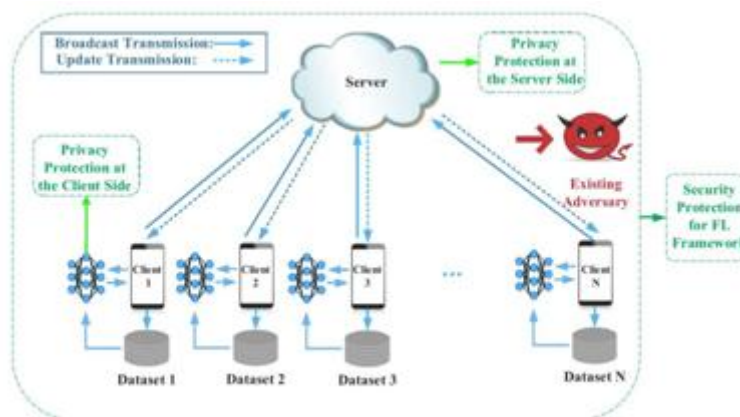 Broadcast Transmission:
Update Transmission:
Server
Privacy
Protection at
the Server Side
Privacy
Protection at
the Client Side
Existing
Adversary
Security
Protection
for FL
Framework
Client
1
Client
2
Client
3
...
Client
N
Dataset 1
Dataset 2
Dataset 3
Dataset N